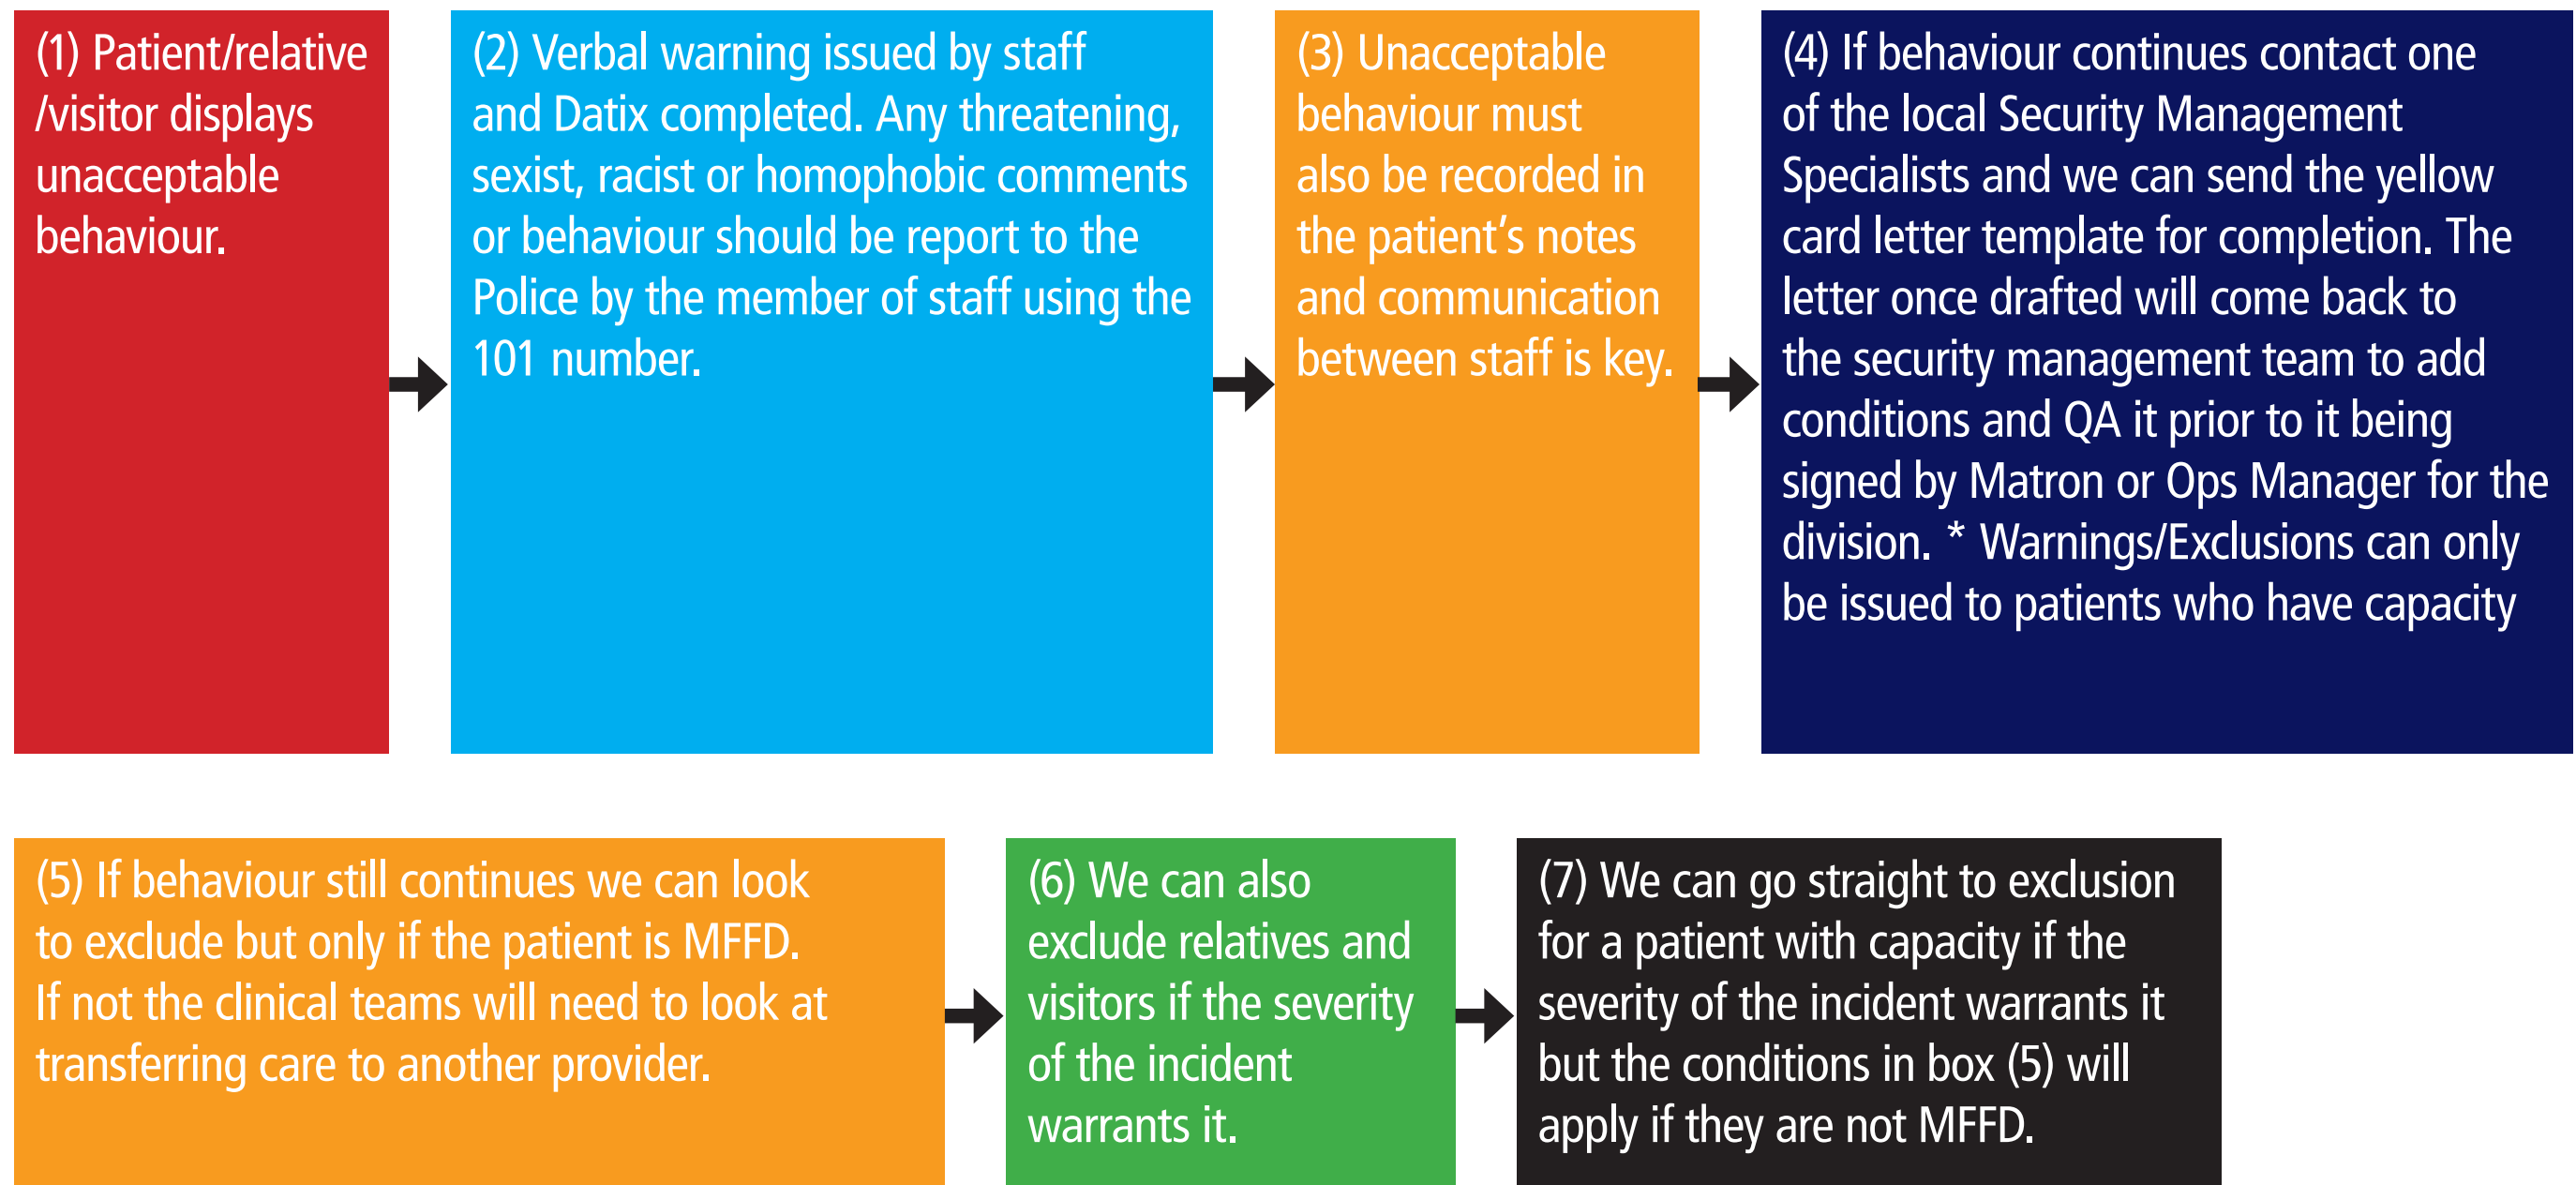 (1) Patient/relative
/visitor displays
unacceptable
behaviour.
(2) Verbal warning issued by staff
and Datix completed. Any threatening,
sexist, racist or homophobic comments
or behaviour should be report to the
Police by the member of staff using the
101 number.
(3) Unacceptable
behaviour must
also be recorded in
the patient’s notes
and communication
between staff is key.
(4) If behaviour continues contact one
of the local Security Management
Specialists and we can send the yellow
card letter template for completion. The
letter once drafted will come back to
the security management team to add
conditions and QA it prior to it being
signed by Matron or Ops Manager for the
division. * Warnings/Exclusions can only
be issued to patients who have capacity
(5) If behaviour still continues we can look
to exclude but only if the patient is MFFD.
If not the clinical teams will need to look at
transferring care to another provider.
(6) We can also
exclude relatives and
visitors if the severity
of the incident
warrants it.
(7) We can go straight to exclusion
for a patient with capacity if the
severity of the incident warrants it
but the conditions in box (5) will
apply if they are not MFFD.